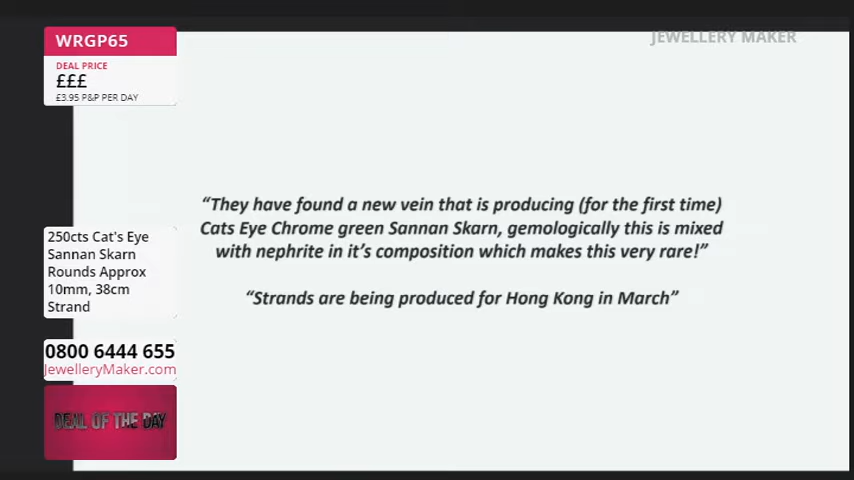 WRGP65
DEAL PRICE
£££
£3.95 P&P PER DAY
JEWELLERY MAKER
“They have found a new vein that is producing (for the first time)
Cats Eye Chrome green Sannan Skarn, gemologically this is mixed
with nephrite in it’s composition which makes this very rare!”
“Strands are being produced for Hong Kong in March”
250cts Cat's Eye
Sannan Skarn
Rounds Approx
10mm, 38cm
Strand
0800 6444 655
JewelleryMaker.com
DEAL OF THE DAY